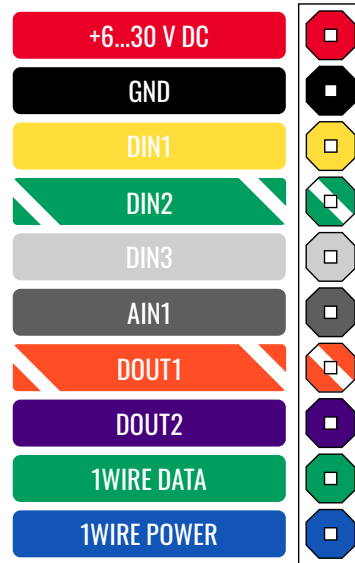 +6...30 V DC
GND
DIN1
DIN2
DIN3
AIN1
DOUT1
DOUT2
1WIRE DATA
1WIRE POWER